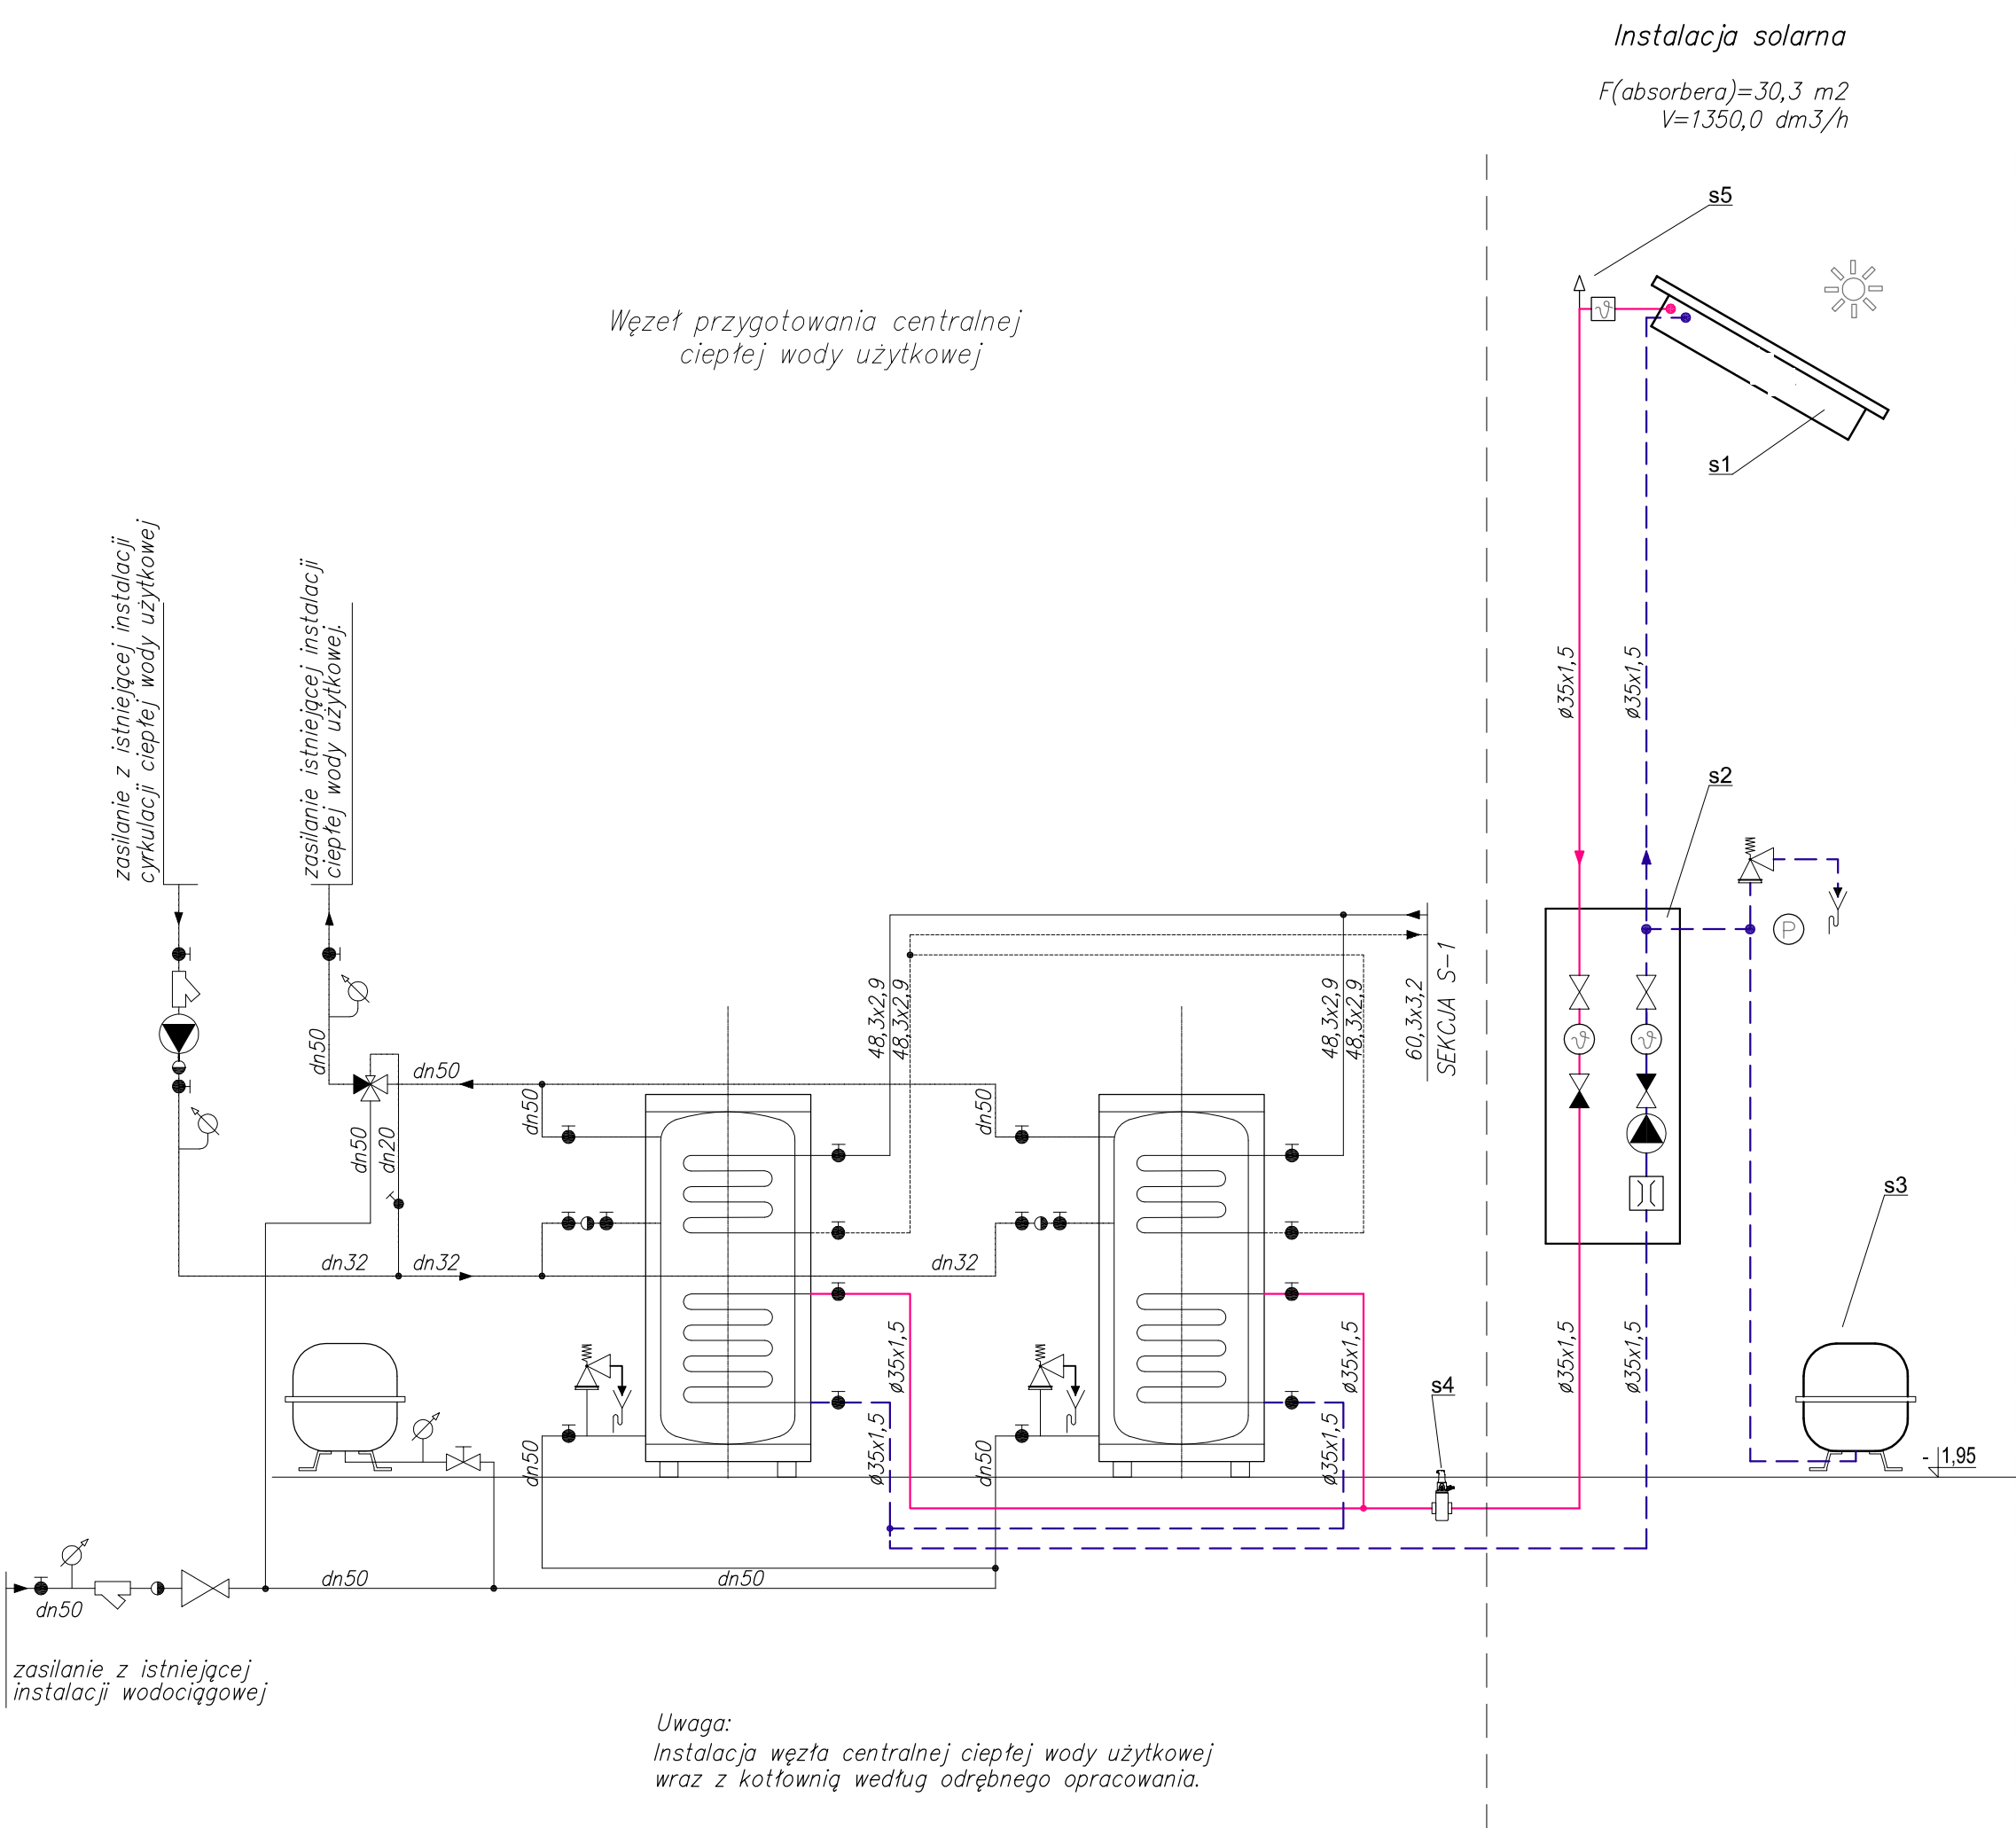 Instalacja solarna
F(absorbera)=30,3 m2
V=1350,0 dm3/h
s5
Węzeł przygotowania centralnej
ciepłej wody użytkowej
s1
zasilanie z istniejącej instalacji
cyrkulacji ciepłej wody użytkowej
zasilanie istniejącej instalacji
ciepłej wody użytkowej.
ø35x1,5
ø35x1,5
s2
P
48,3x2,9
48,3x2,9
48,3x2,9
48,3x2,9
60,3x3,2
SEKCJA S-1
dn50
dn50
dn50
dn50
dn50
dn20
s3
dn32
dn32
dn32
ø35x1,5
ø35x1,5
ø35x1,5
ø35x1,5
s4
ø35x1,5
ø35x1,5
dn50
dn50
- 1,95
dn50
dn50
dn50
zasilanie z istniejącej
instalacji wodociągowej
Uwaga:
Instalacja węzła centralnej ciepłej wody użytkowej
wraz z kotłownią według odrębnego opracowania.